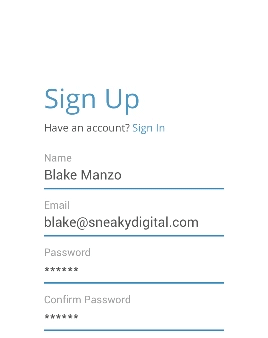 Sign Up
Have an account? Sign In
Name
Blake Manzo
Email
blake@sneakydigital.com
Password
******
Confirm Password
******